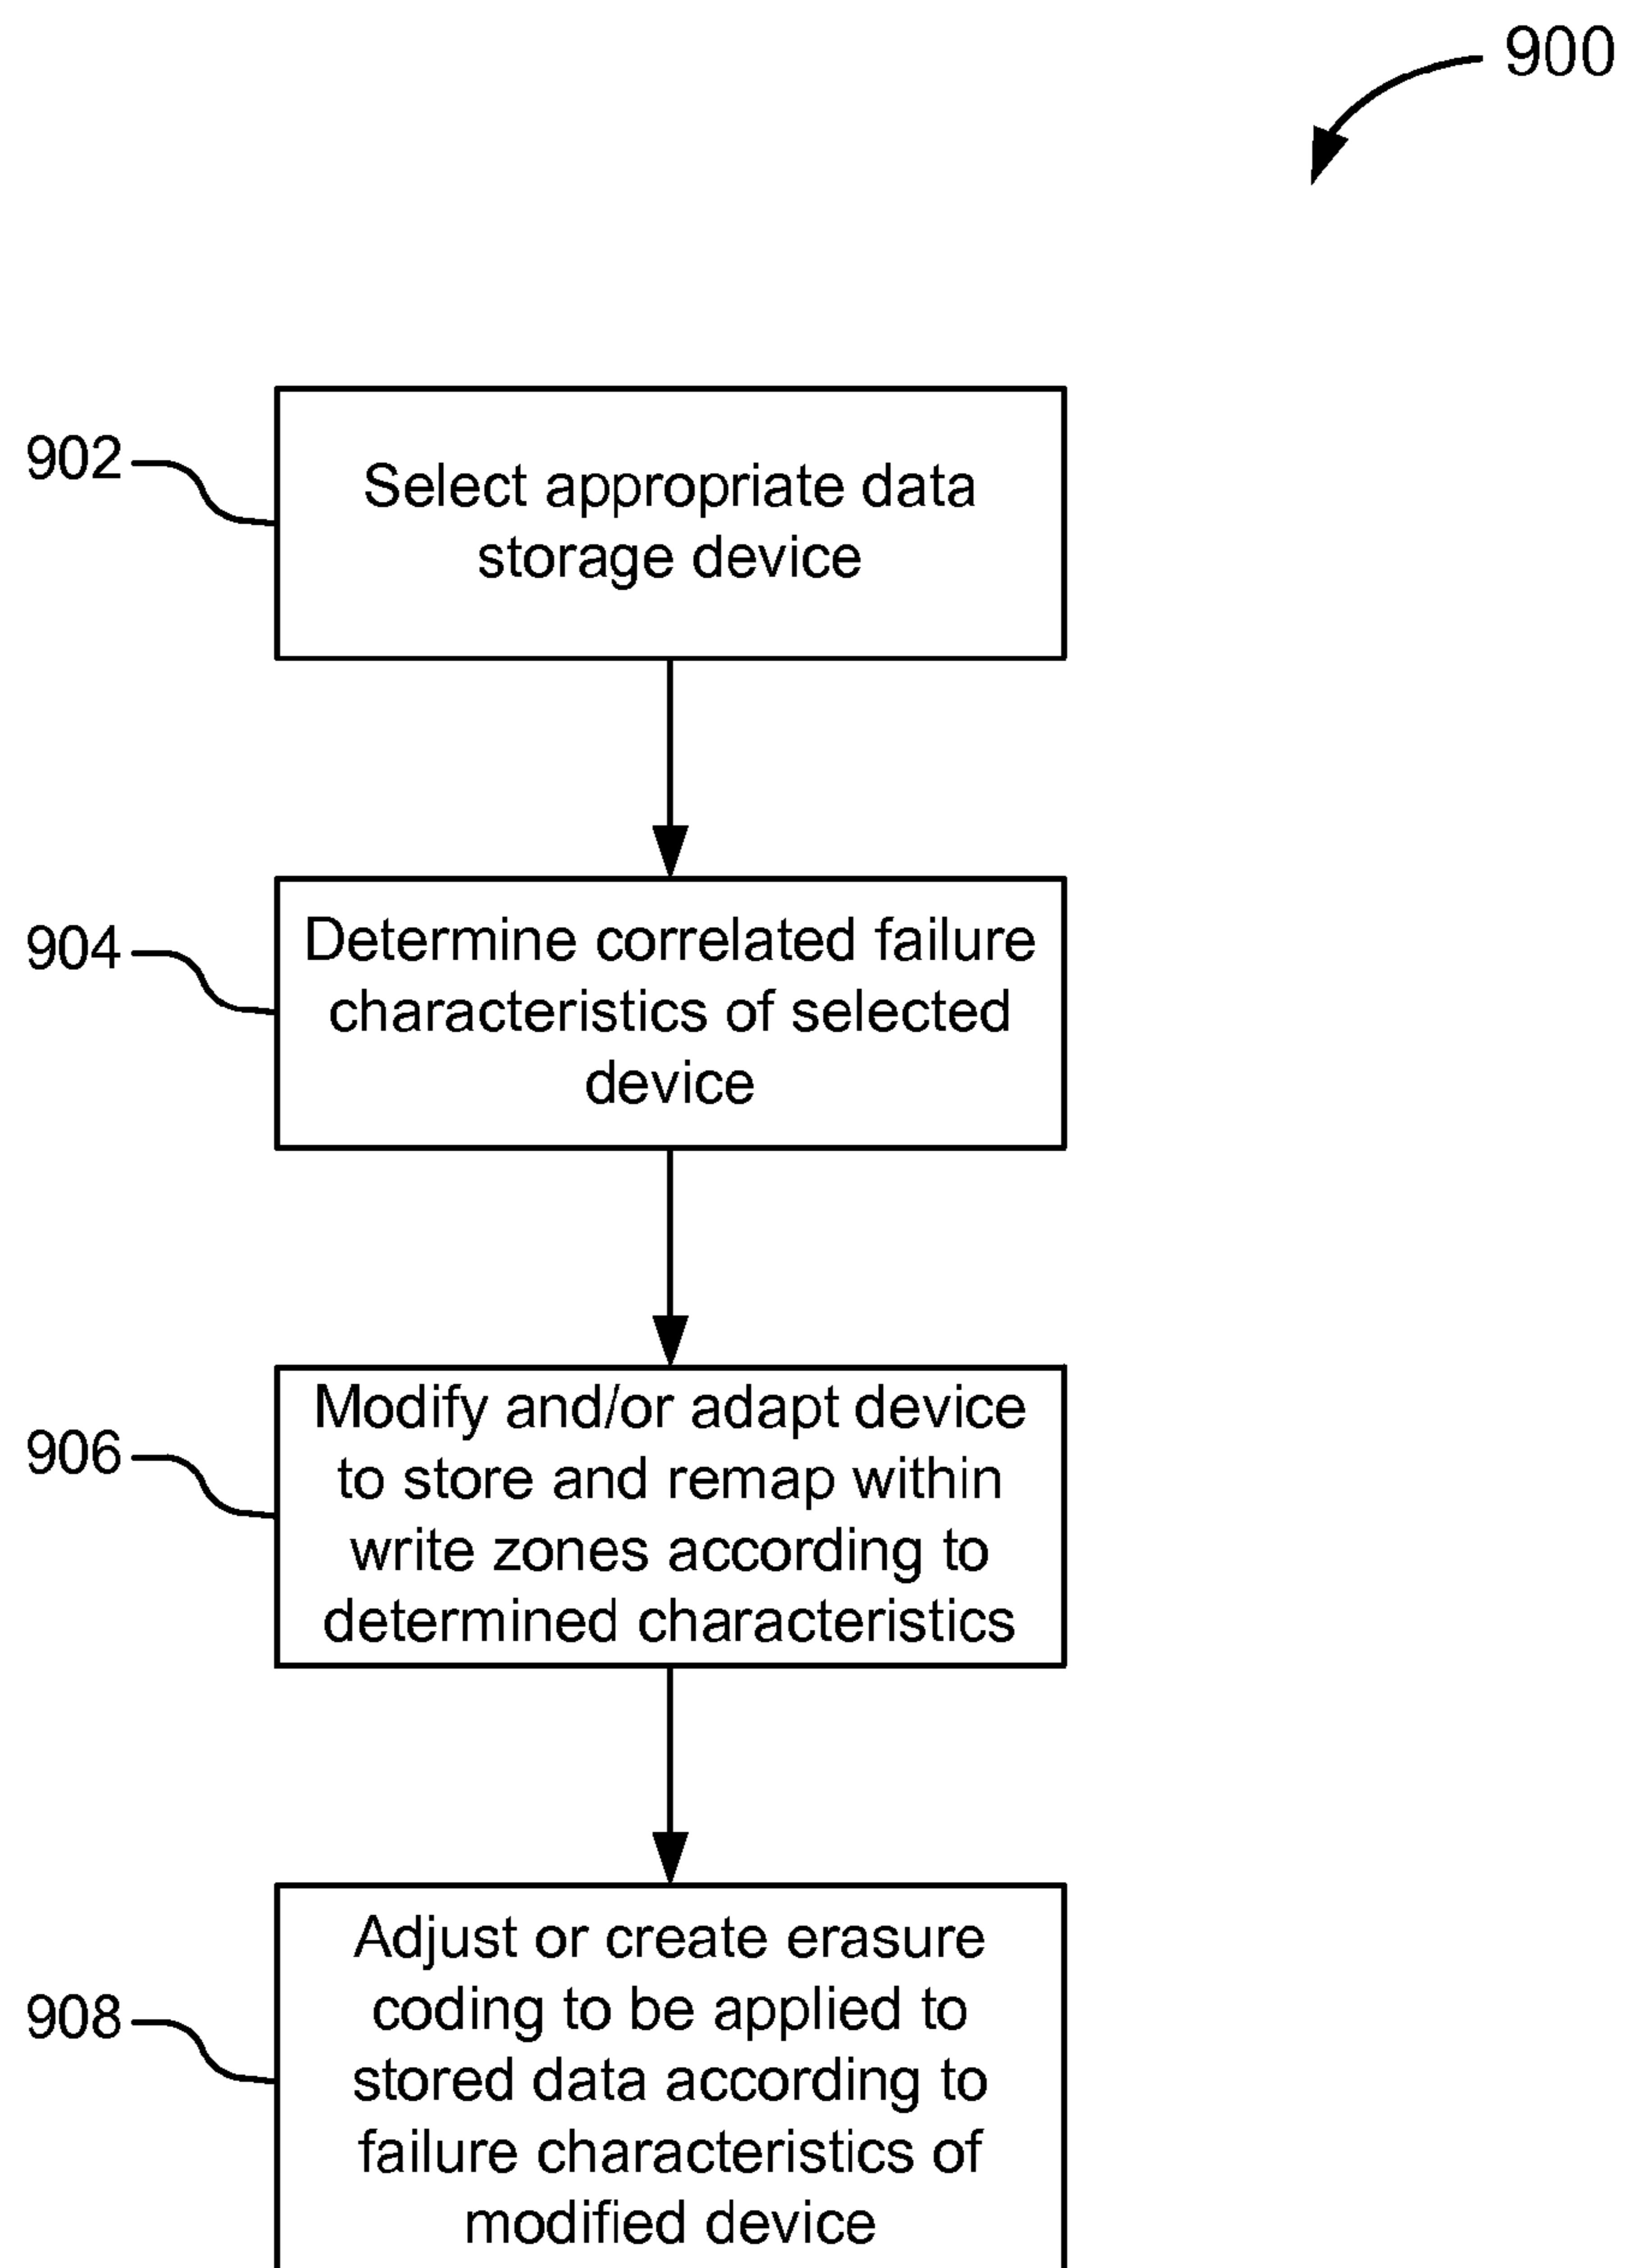 900
902
Select appropriate data
storage device
904
Determine correlated failure
characteristics of selected
device
906
Modify and/or adapt device
to store and remap within
write zones according to
determined characteristics
908
Adjust or create erasure
coding to be applied to
stored data according to
failure characteristics of
modified device